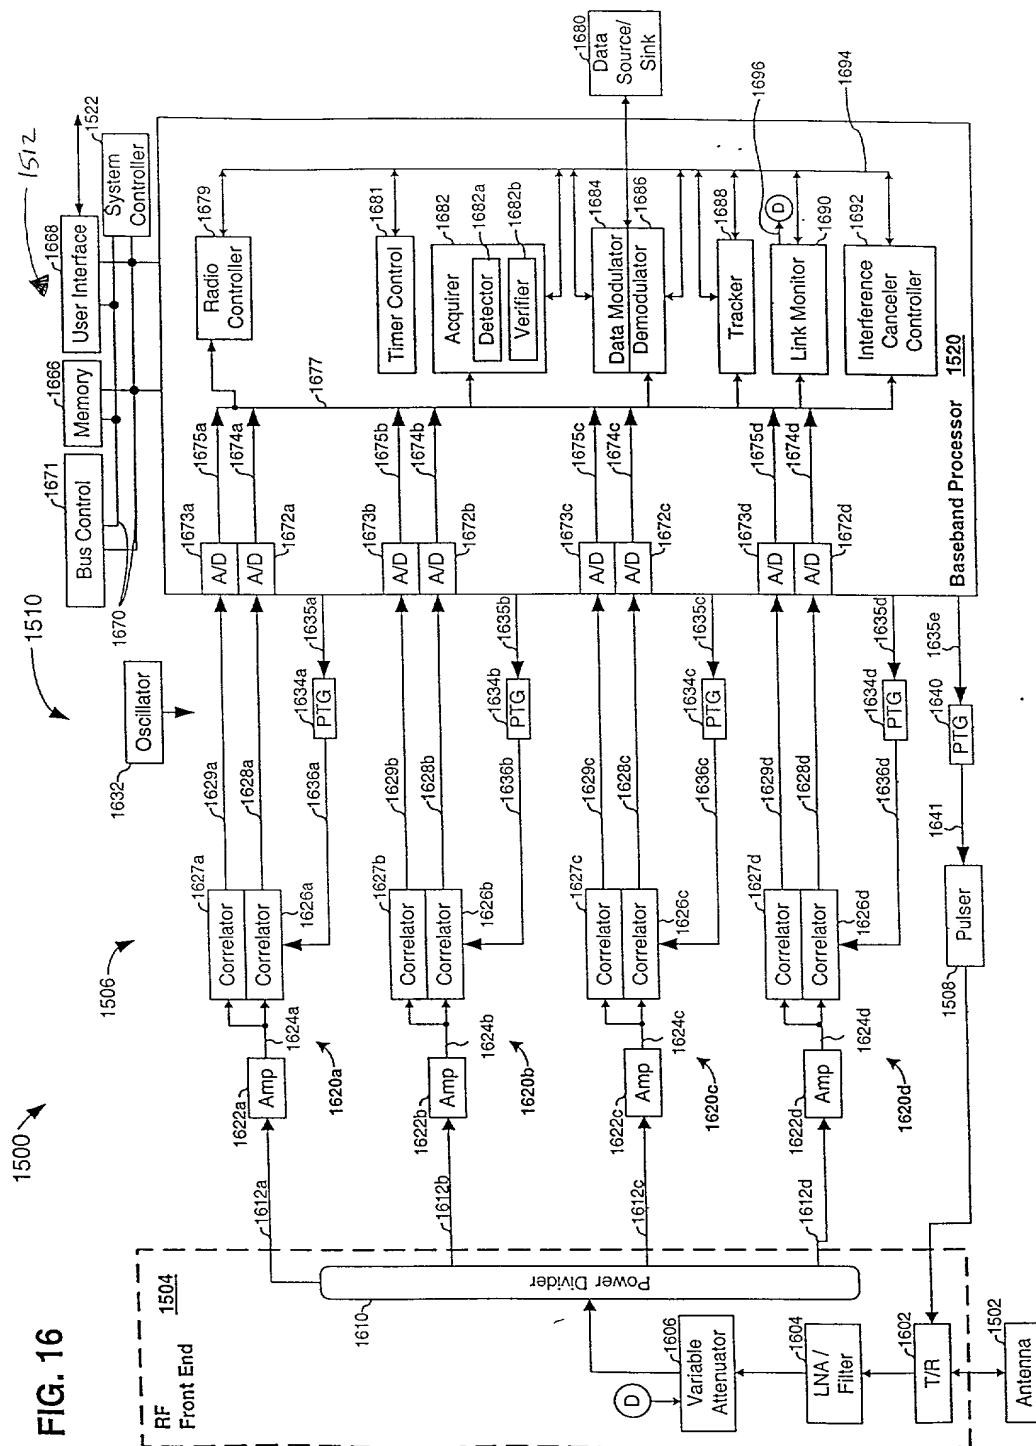 FIG. 16
1500
1506
1510
1512
RF
Front End
1504
Antenna
1502
T/R
1602
LNA /
Filter
1604
Variable
Attenuator
1606
D
Power Divider
1610
1612a
1612b
1612c
1612d
1622a
Amp
1624a
1620a
1622b
Amp
1624b
1620b
1622c
Amp
1624c
1620c
1622d
Amp
1624d
1620d
1627a
Correlator
Correlator
1626a
1627b
Correlator
Correlator
1626b
1627c
Correlator
Correlator
1626c
1627d
Correlator
Correlator
1626d
1508
Pulser
1641
PTG
1640
1635e
1632
Oscillator
1629a
1628a
1636a
PTG
1634a
1635a
1629b
1628b
1636b
PTG
1634b
1635b
1629c
1628c
1636c
PTG
1634c
1635c
1629d
1628d
1636d
PTG
1634d
1635d
1673a
A/D
A/D
1672a
1673b
A/D
A/D
1672b
1673c
A/D
A/D
1672c
1673d
A/D
A/D
1672d
1675a
1674a
1675b
1674b
1675c
1674c
1675d
1674d
1670
Bus Control
1671
Memory
1666
User Interface
1668
System
Controller
1522
1677
Radio
Controller
1679
Timer Control
1681
Acquirer
1682
Detector
1682a
Verifier
1682b
Data Modulator
1684
Demodulator
1686
Tracker
1688
Link Monitor
1690
D
1696
Interference
Canceler
Controller
1692
1694
Data
Source/
Sink
1680
Baseband Processor
1520